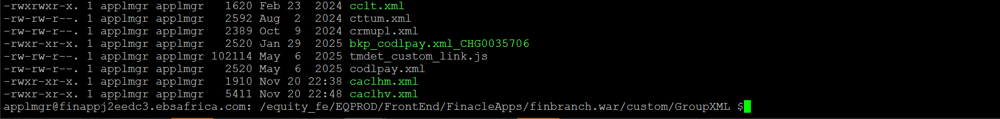 -rwxrwxr-x. 1 applmgr applmgr   1620 Feb 23  2024 cclt.xml
-rw-rw-r--. 1 applmgr applmgr   2592 Aug  2  2024 cttum.xml
-rw-rw-r--. 1 applmgr applmgr   2389 Oct  9  2024 crmupl.xml
-rwxr-xr-x. 1 applmgr applmgr   2520 Jan 29  2025 bkp_codlpay.xml_CHG0035706
-rw-rw-r--. 1 applmgr applmgr 102114 May  6  2025 tmdet_custom_link.js
-rw-rw-r--. 1 applmgr applmgr   2520 May  6  2025 codlpay.xml
-rwxr-xr-x. 1 applmgr applmgr   1910 Nov 20 22:38 caclhm.xml
-rwxr-xr-x. 1 applmgr applmgr   5411 Nov 20 22:48 caclhv.xml
applmgr@finappj2eedc3.ebsafrica.com: /equity_fe/EQPROD/FrontEnd/FinacleApps/finbranch.war/custom/GroupXML $